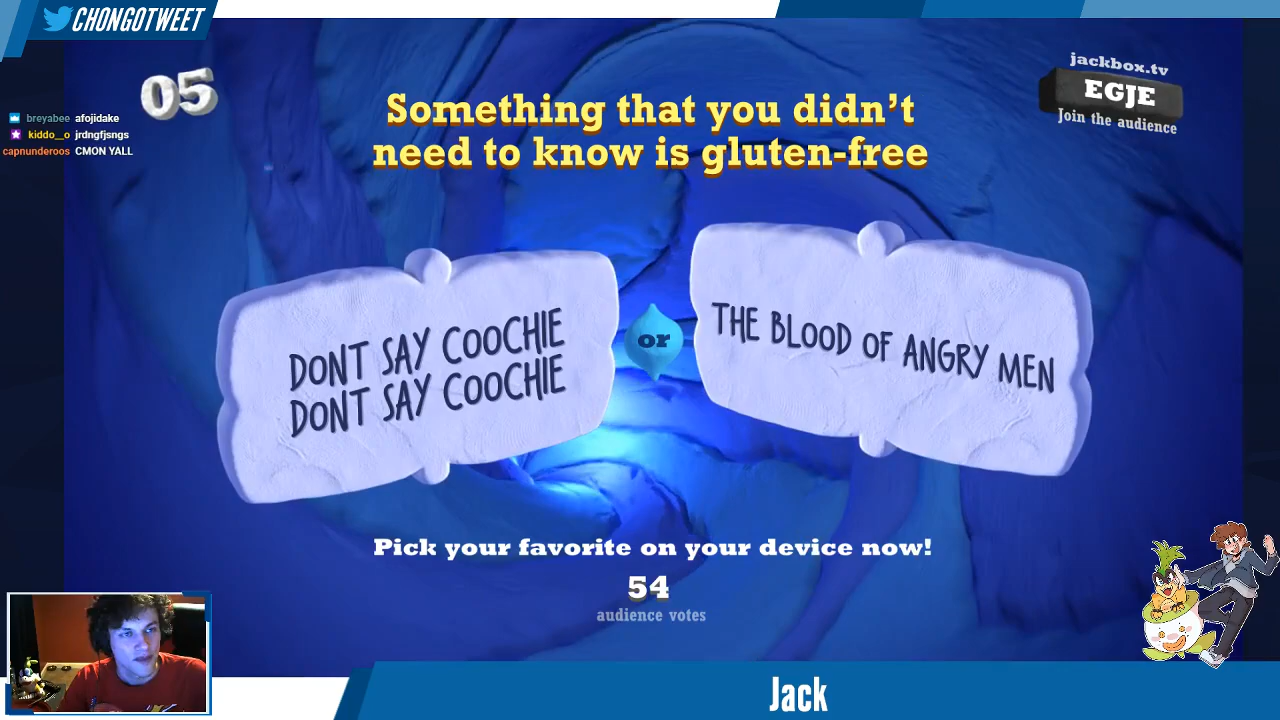 CHONGOTWEET
05
breyabee afojidake
kiddo__o jrdngfjsngs
capnunderoos CMON YALL
Something that you didn't
need to know is gluten-free
jackbox.tv
EGJE
Join the audience
DONT SAY COOCHIE
DONT SAY COOCHIE
or
THE BLOOD OF ANGRY MEN
Pick your favorite on your device now!
54
audience votes
Jack